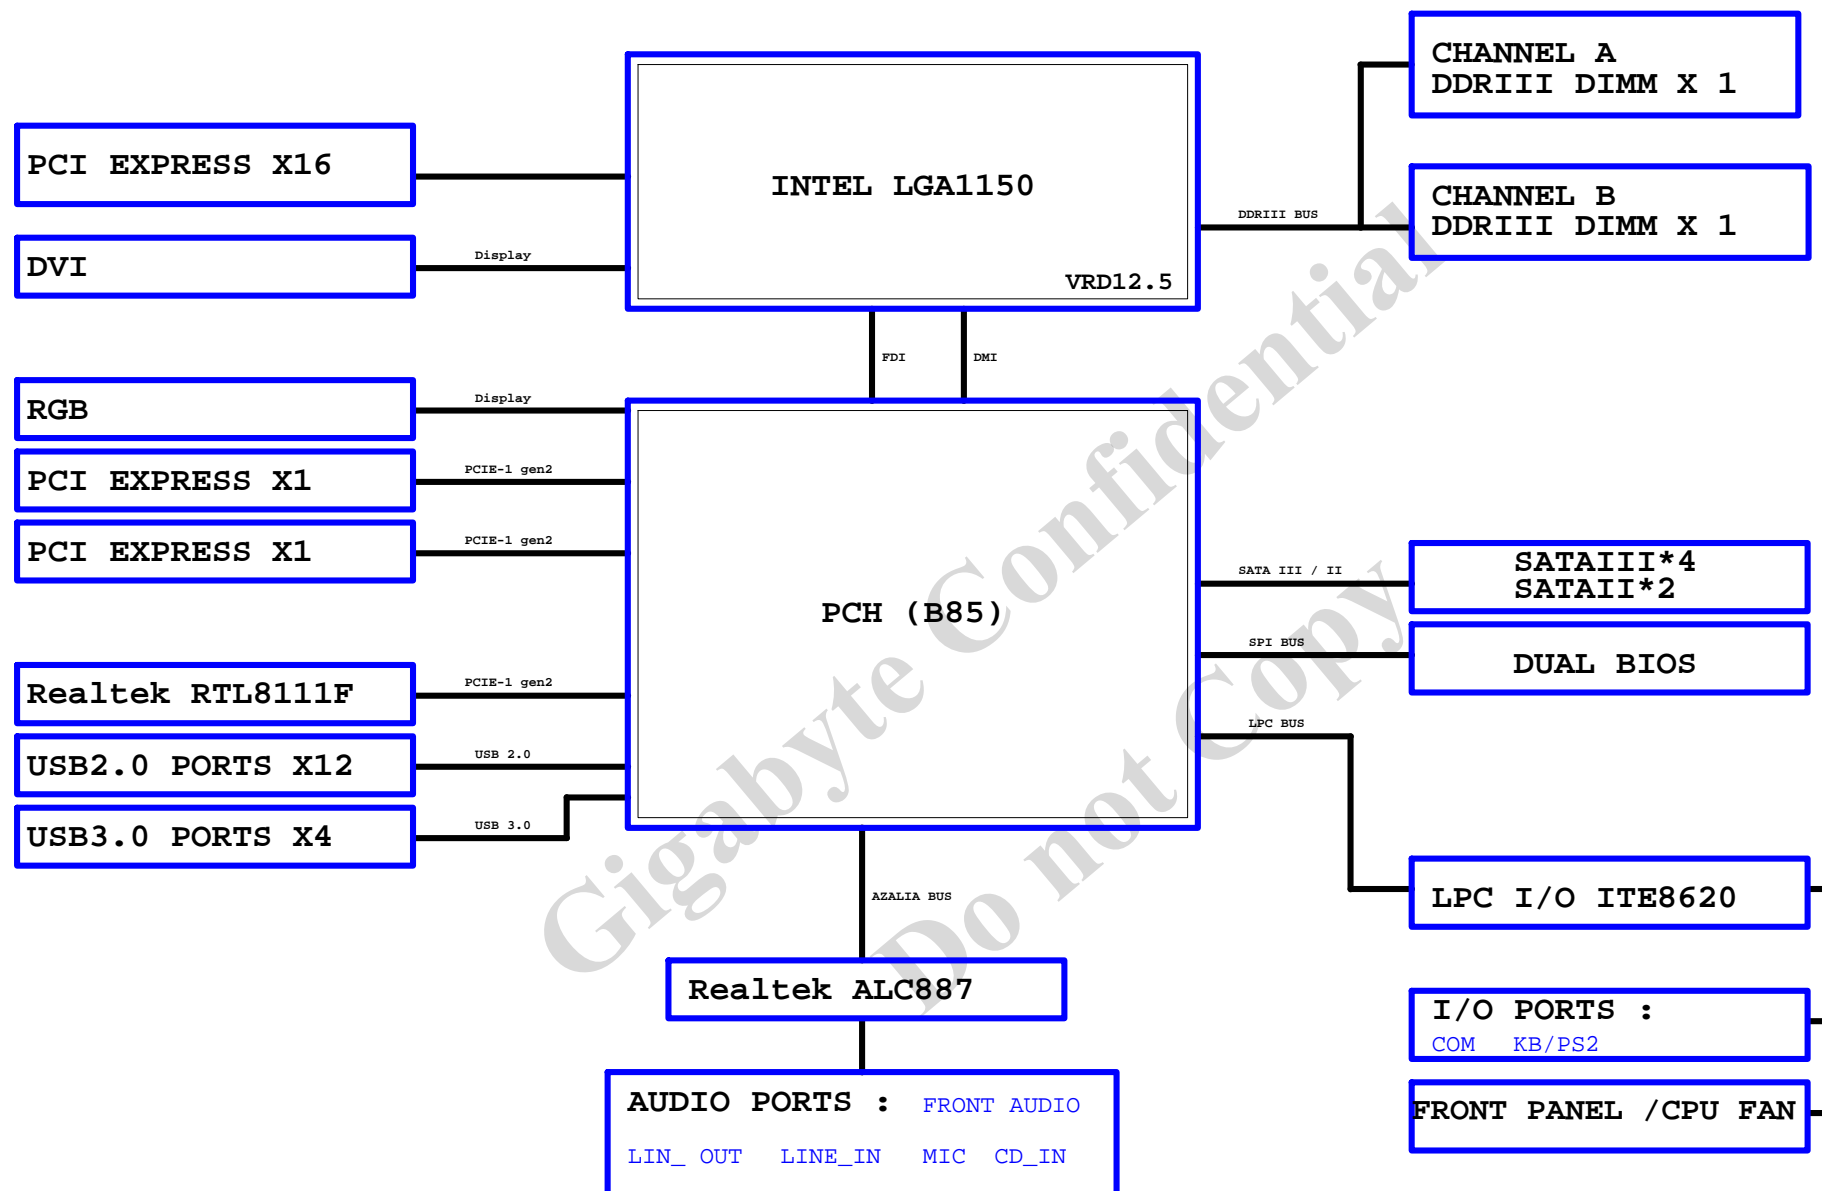 CHANNEL A
DDRIII DIMM X 1
PCI EXPRESS X16
INTEL LGA1150
CHANNEL B
DDRIII DIMM X 1
DDRIII BUS
DVI
Display
VRD12.5
FDI
DMI
RGB
Display
PCI EXPRESS X1
PCIE-1 gen2
PCI EXPRESS X1
PCIE-1 gen2
PCH (B85)
SATA III / II
SATAIII*4
SATAII*2
SPI BUS
DUAL BIOS
Realtek RTL8111F
PCIE-1 gen2
LPC BUS
USB2.0 PORTS X12
USB 2.0
USB3.0 PORTS X4
USB 3.0
AZALIA BUS
LPC I/O ITE8620
Realtek ALC887
I/O PORTS :
COM KB/PS2
AUDIO PORTS : FRONT AUDIO
LIN_ OUT LINE_IN MIC CD_IN
FRONT PANEL /CPU FAN
Gigabyte Confidential
Do not Copy